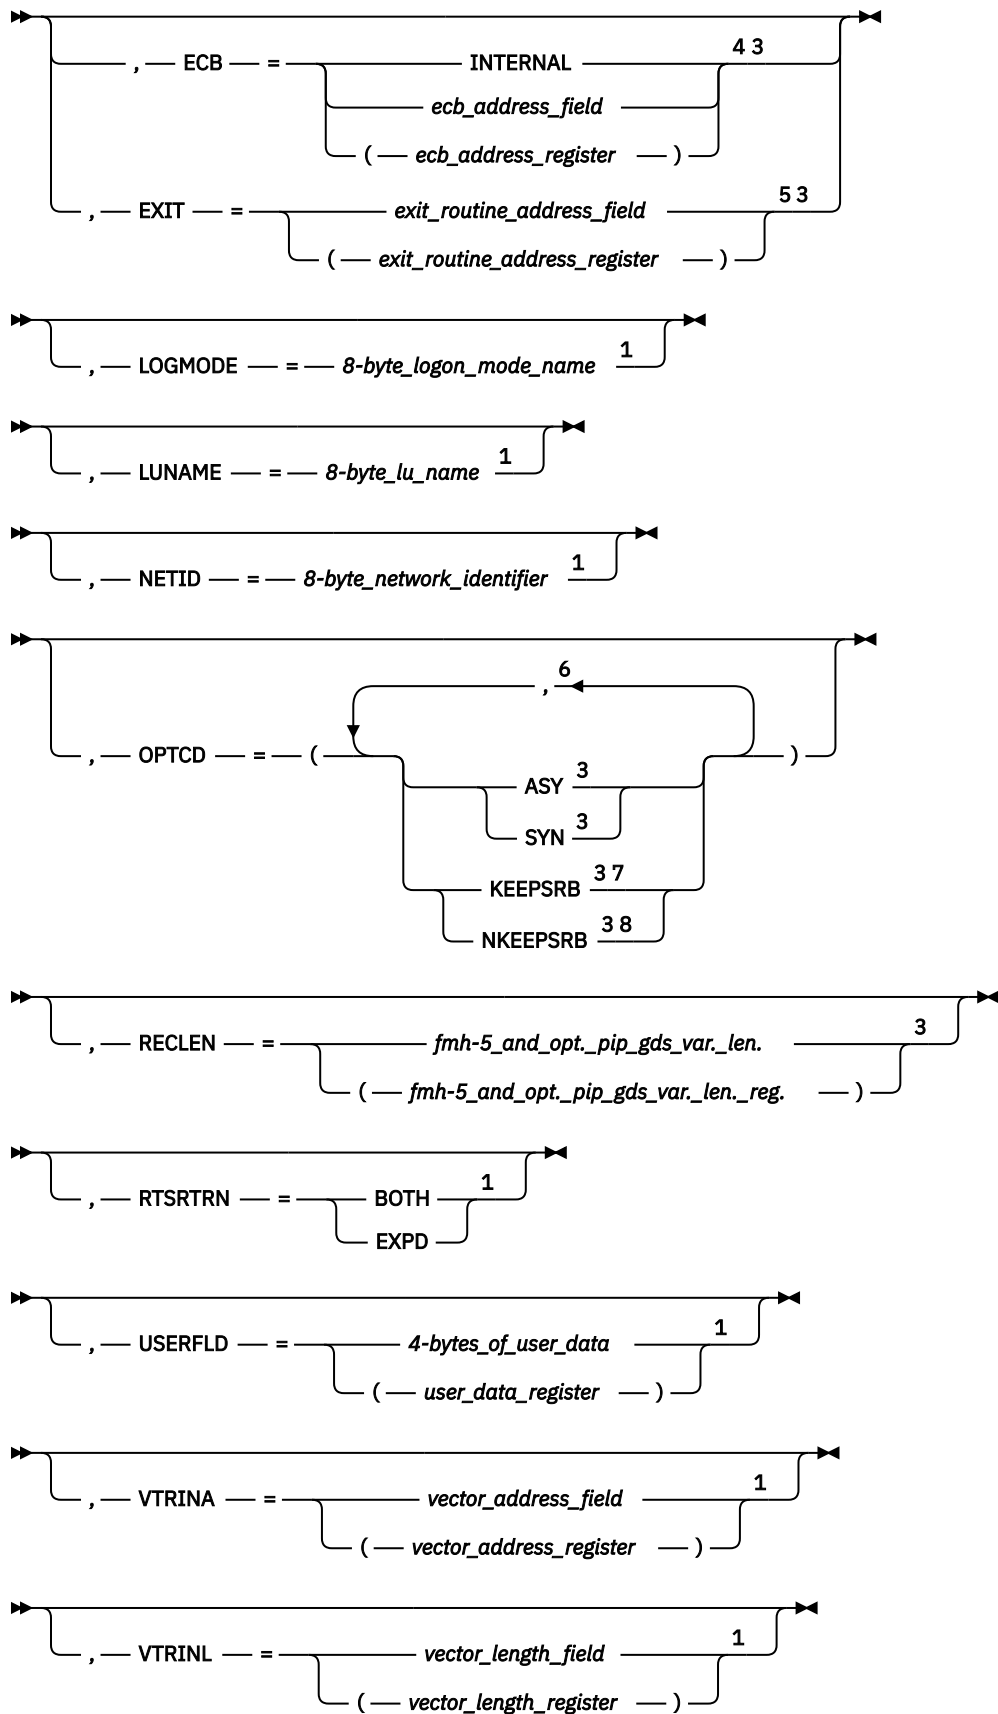 4 3
, ECB = INTERNAL
ecb_address_field
( ecb_address_register )
5 3
, EXIT = exit_routine_address_field
( exit_routine_address_register )
1
, LOGMODE = 8-byte_logon_mode_name
1
, LUNAME = 8-byte_lu_name
1
, NETID = 8-byte_network_identifier
6
,
, OPTCD = ( )
3
ASY
3
SYN
3 7
KEEPSRB
3 8
NKEEPSRB
3
, RECLEN = fmh-5_and_opt._pip_gds_var._len.
( fmh-5_and_opt._pip_gds_var._len._reg. )
1
, RTSRTRN = BOTH
EXPD
1
, USERFLD = 4-bytes_of_user_data
( user_data_register )
1
, VTRINA = vector_address_field
( vector_address_register )
1
, VTRINL = vector_length_field
( vector_length_register )